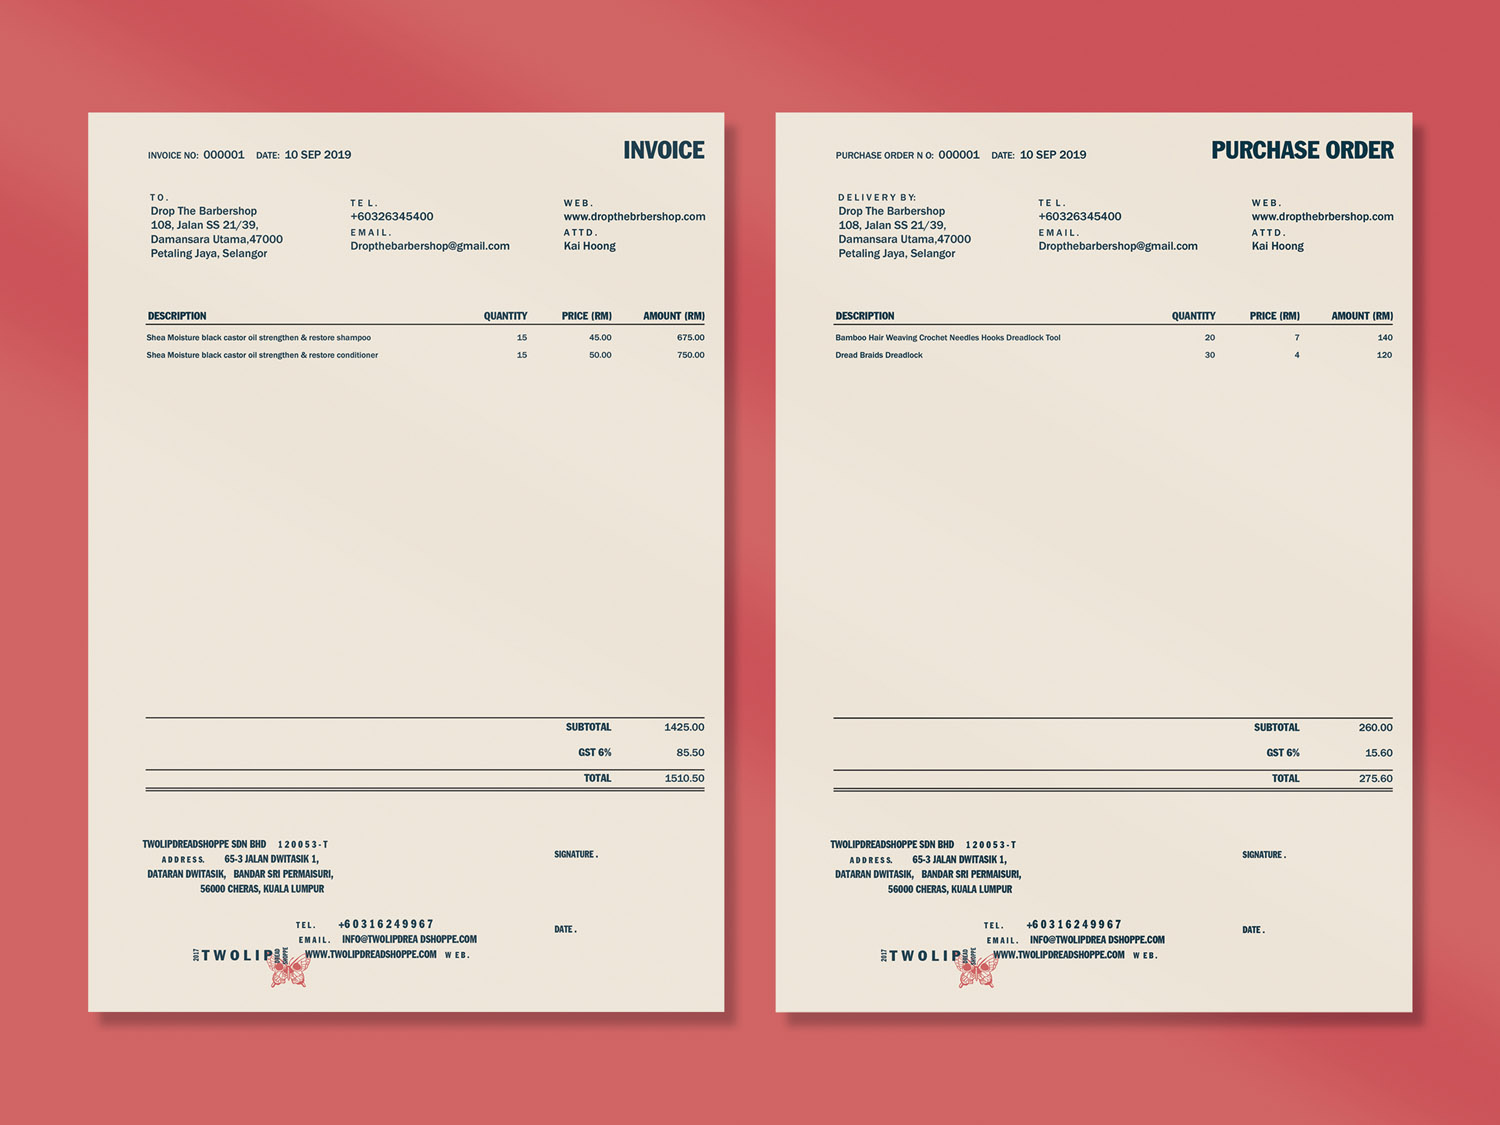 INVOICE NO: 000001 DATE: 10 SEP 2019 INVOICE
TO.
Drop The Barbershop
108, Jalan SS 21/39,
Damansara Utama,47000
Petaling Jaya, Selangor
TEL.
+60326345400
EMAIL.
Dropthebarbershop@gmail.com
WEB.
www.dropthebrbershop.com
ATTD.
Kai Hoong
DESCRIPTION QUANTITY PRICE (RM) AMOUNT (RM)
Shea Moisture black castor oil strengthen & restore shampoo 15 45.00 675.00
Shea Moisture black castor oil strengthen & restore conditioner 15 50.00 750.00
SUBTOTAL 1425.00
GST 6% 85.50
TOTAL 1510.50
TWOLIPDREADSHOPPE SDN BHD 120053-T
ADDRESS. 65-3 JALAN DWITASIK 1,
DATARAN DWITASIK, BANDAR SRI PERMAISURI,
56000 CHERAS, KUALA LUMPUR
SIGNATURE.
TEL. +60316249967
EMAIL. INFO@TWOLIPDREA DSHOPPE.COM
WWW.TWOLIPDREADSHOPPE.COM WEB.
DATE.
2017 TWOLIP DREAD SHOPPE
PURCHASE ORDER N O: 000001 DATE: 10 SEP 2019 PURCHASE ORDER
DELIVERY BY:
Drop The Barbershop
108, Jalan SS 21/39,
Damansara Utama,47000
Petaling Jaya, Selangor
TEL.
+60326345400
EMAIL.
Dropthebarbershop@gmail.com
WEB.
www.dropthebrbershop.com
ATTD.
Kai Hoong
DESCRIPTION QUANTITY PRICE (RM) AMOUNT (RM)
Bamboo Hair Weaving Crochet Needles Hooks Dreadlock Tool 20 7 140
Dread Braids Dreadlock 30 4 120
SUBTOTAL 260.00
GST 6% 15.60
TOTAL 275.60
TWOLIPDREADSHOPPE SDN BHD 120053-T
ADDRESS. 65-3 JALAN DWITASIK 1,
DATARAN DWITASIK, BANDAR SRI PERMAISURI,
56000 CHERAS, KUALA LUMPUR
SIGNATURE.
TEL. +60316249967
EMAIL. INFO@TWOLIPDREA DSHOPPE.COM
WWW.TWOLIPDREADSHOPPE.COM WEB.
DATE.
2017 TWOLIP DREAD SHOPPE